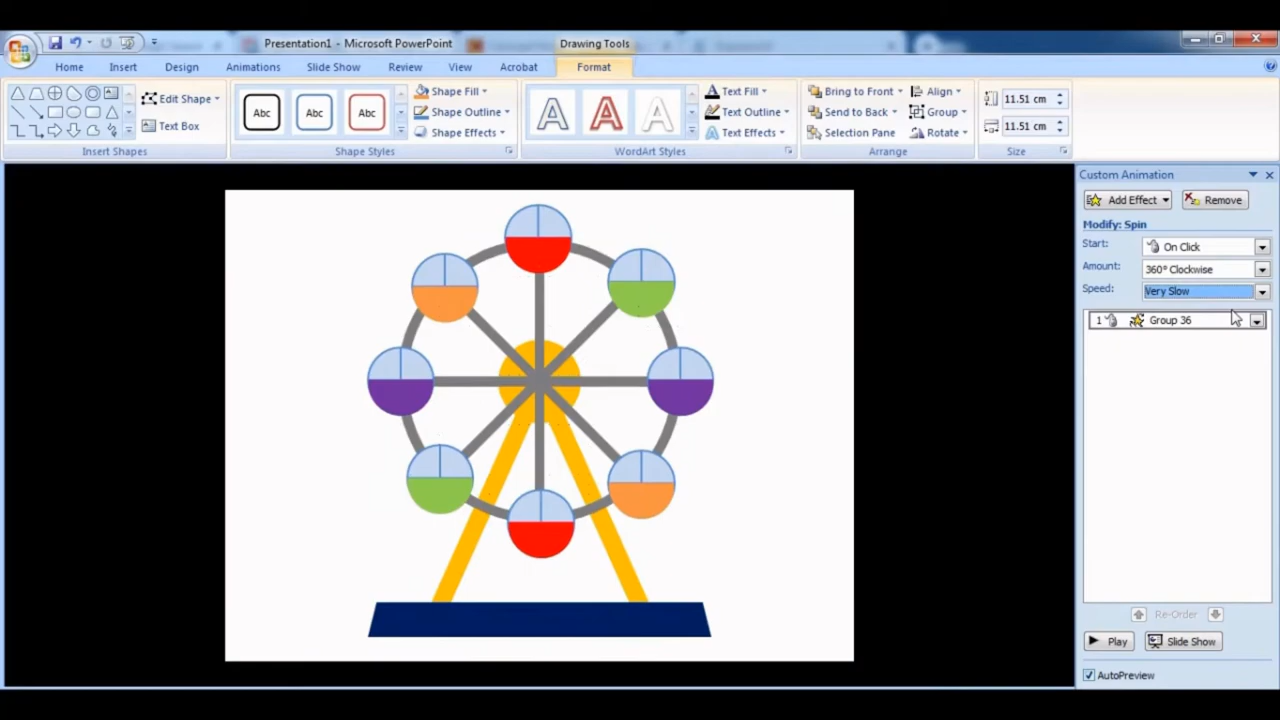 Presentation1 - Microsoft PowerPoint
Drawing Tools
Home Insert Design Animations Slide Show Review View Acrobat Format
Edit Shape
Text Box
Insert Shapes
Abc Abc Abc
Shape Fill
Shape Outline
Shape Effects
Shape Styles
A A A
Text Fill
Text Outline
Text Effects
WordArt Styles
Bring to Front
Send to Back
Selection Pane
Align
Group
Rotate
Arrange
11.51 cm
11.51 cm
Size
Custom Animation
Add Effect Remove
Modify: Spin
Start: On Click
Amount: 360° Clockwise
Speed: Very Slow
1 Group 36
Re-Order
Play Slide Show
AutoPreview